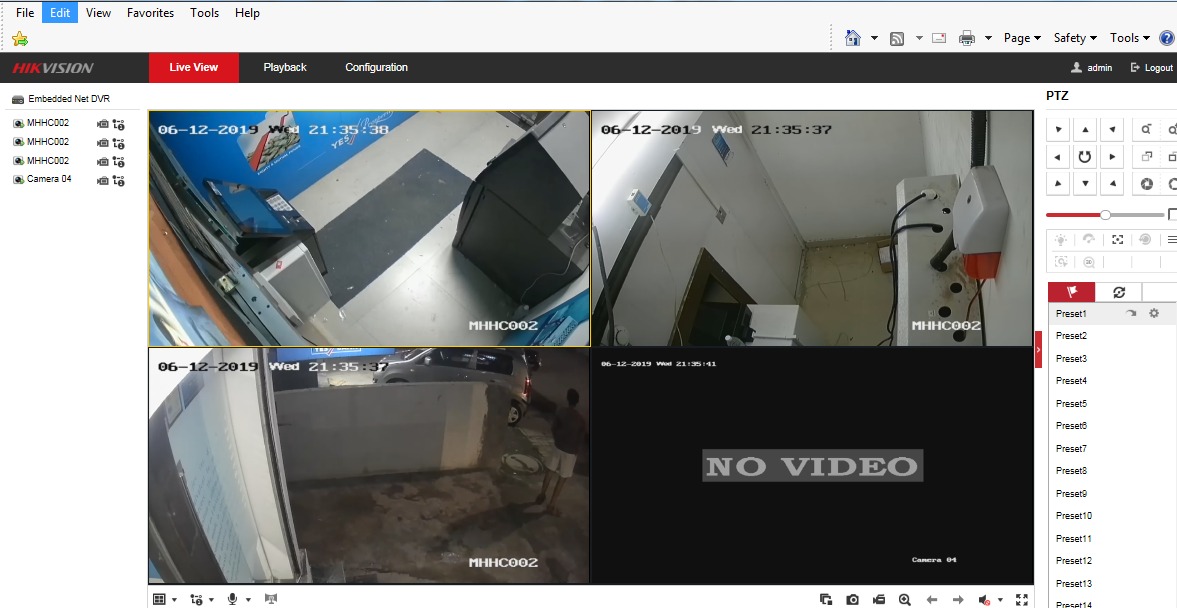 File Edit View Favorites Tools Help
Page Safety Tools
HIKVISION Live View Playback Configuration admin Logout
Embedded Net DVR
MHHC002
MHHC002
MHHC002
Camera 04
06-12-2019 Wed 21:35:38
YES
MHHC002
06-12-2019 Wed 21:35:37
MHHC002
06-12-2019 Wed 21:35:37
MHHC002
06-12-2019 Wed 21:35:41
NO VIDEO
Camera 04
PTZ
Preset1
Preset2
Preset3
Preset4
Preset5
Preset6
Preset7
Preset8
Preset9
Preset10
Preset11
Preset12
Preset13
Preset14